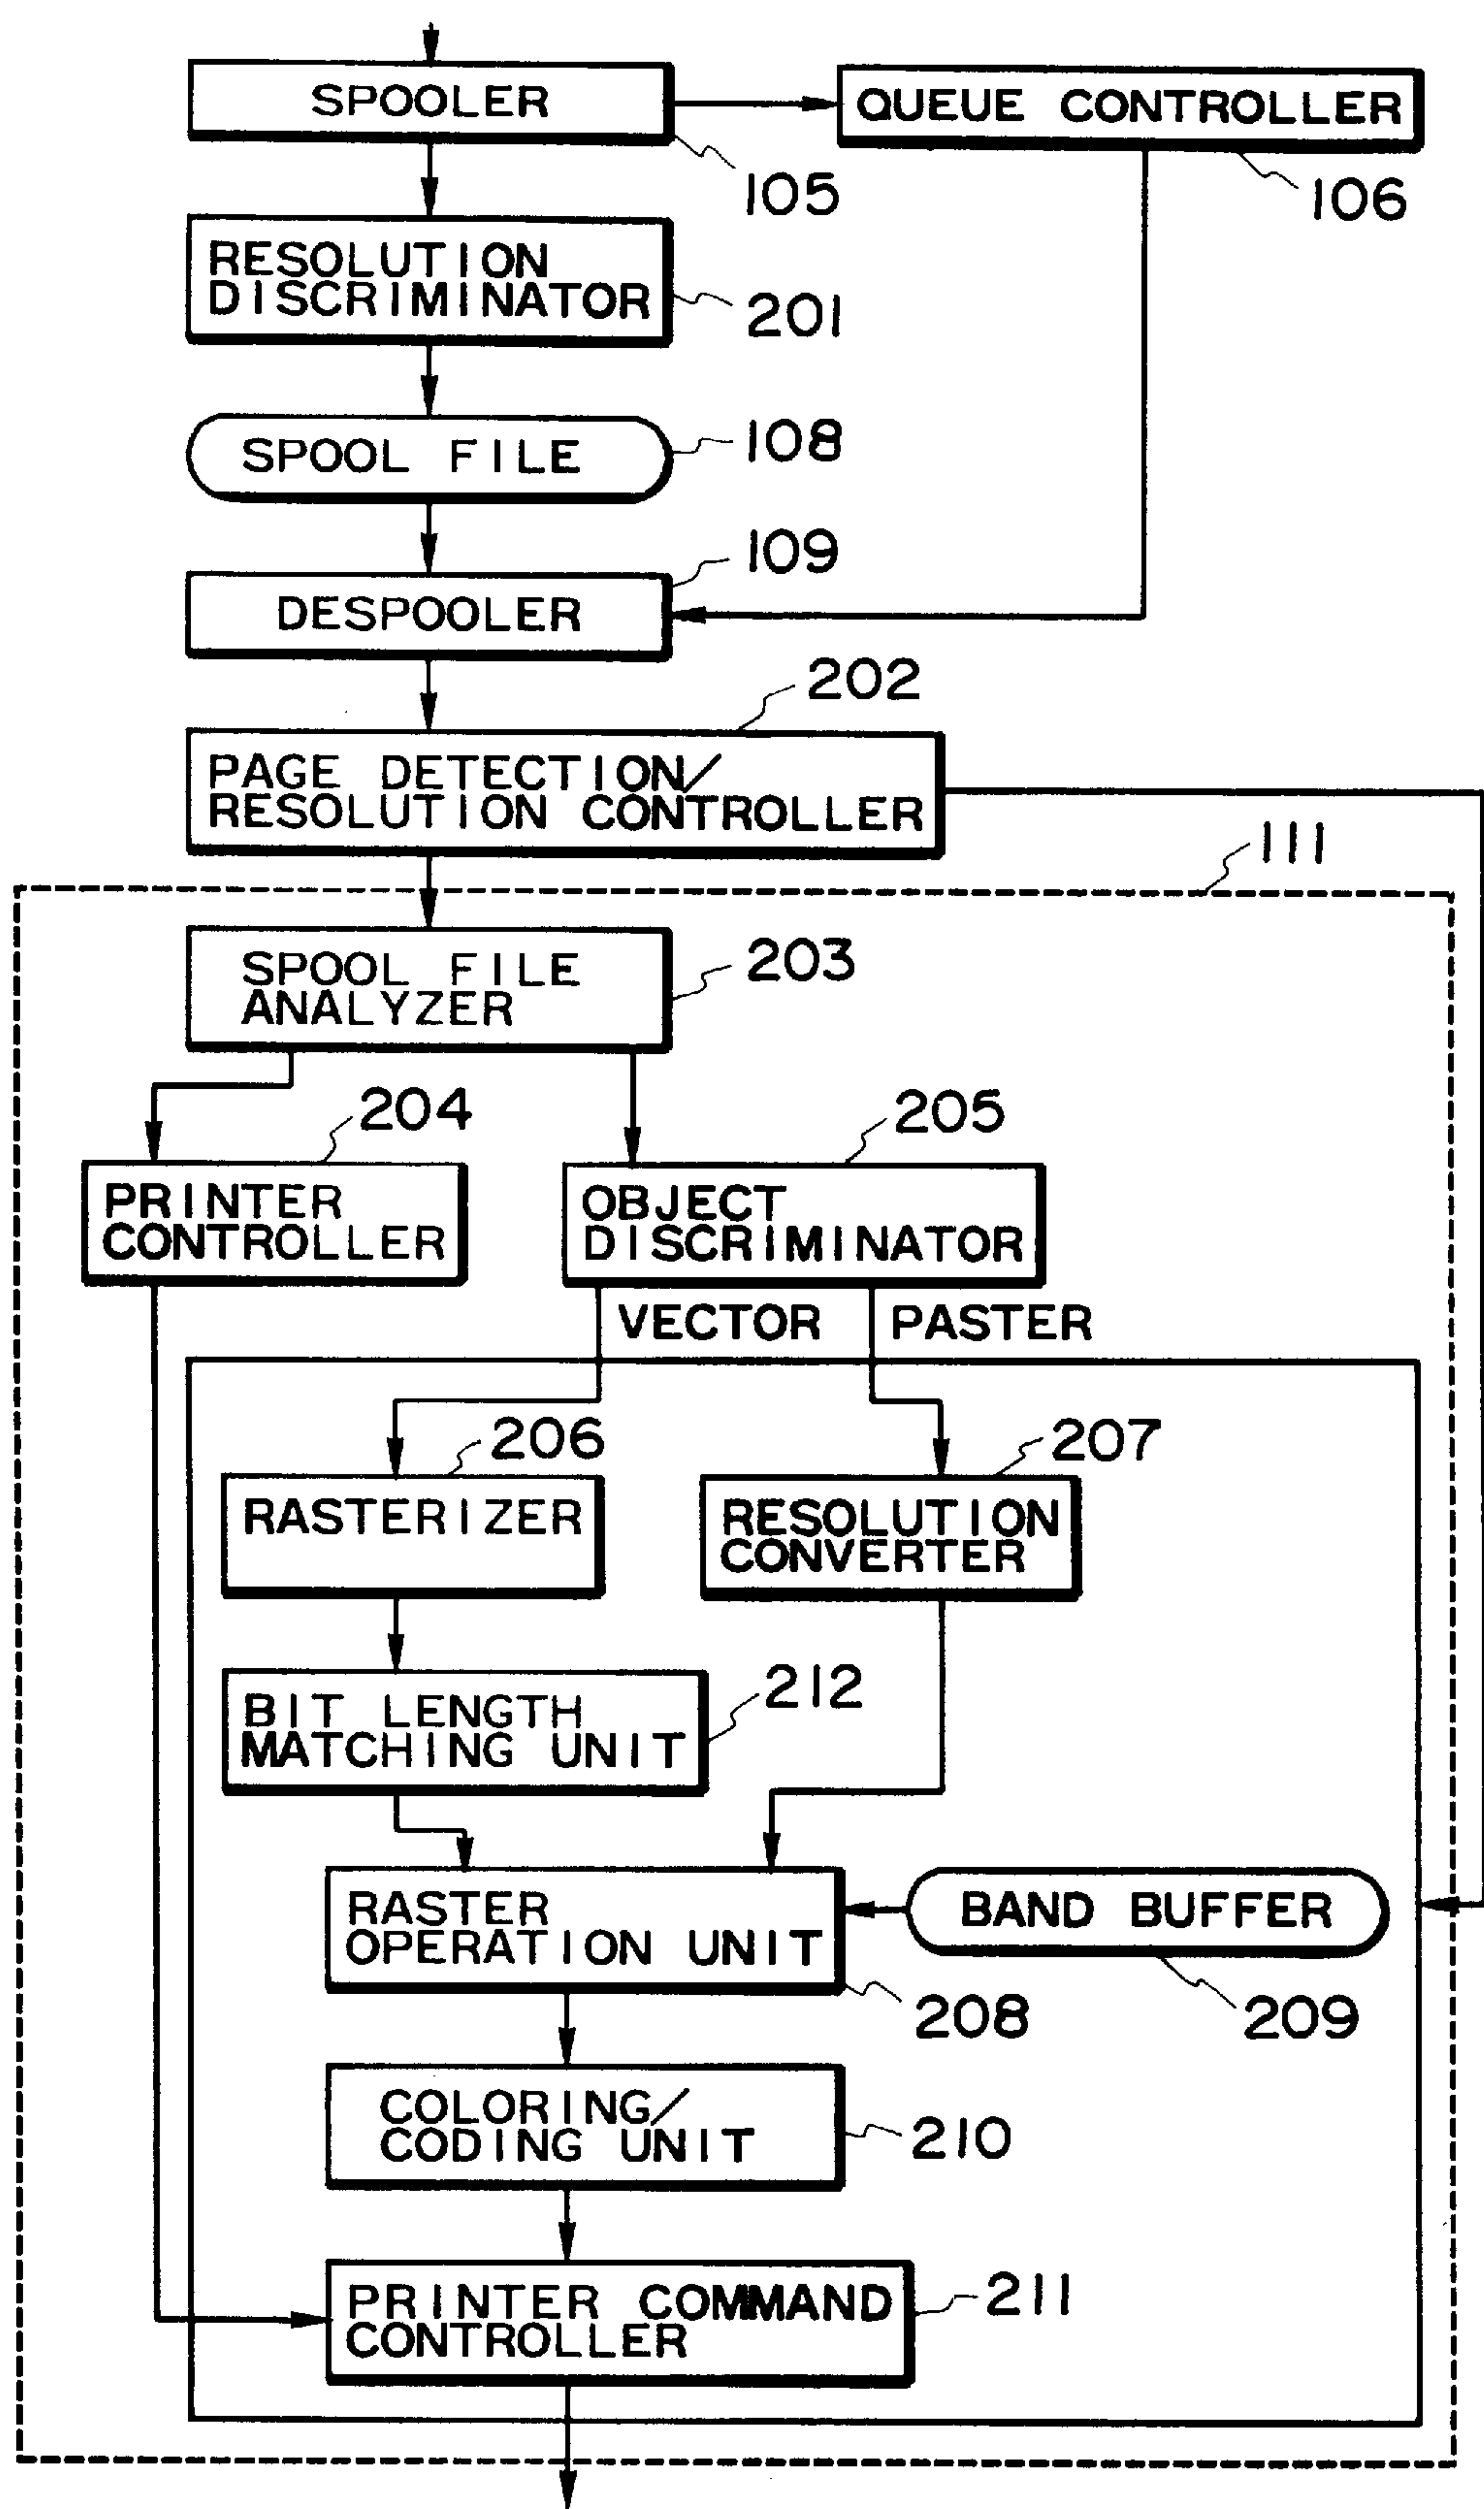 SPOOLER
QUEUE CONTROLLER
105
106
RESOLUTION
DISCRIMINATOR
201
SPOOL FILE
108
109
DESPOOLER
202
PAGE DETECTION/
RESOLUTION CONTROLLER
111
SPOOL FILE
ANALYZER
203
204
205
PRINTER
CONTROLLER
OBJECT
DISCRIMINATOR
VECTOR
PASTER
206
207
RASTERIZER
RESOLUTION
CONVERTER
BIT LENGTH
MATCHING UNIT
212
RASTER
OPERATION UNIT
BAND BUFFER
208
209
COLORING/
CODING UNIT
210
PRINTER COMMAND
CONTROLLER
211